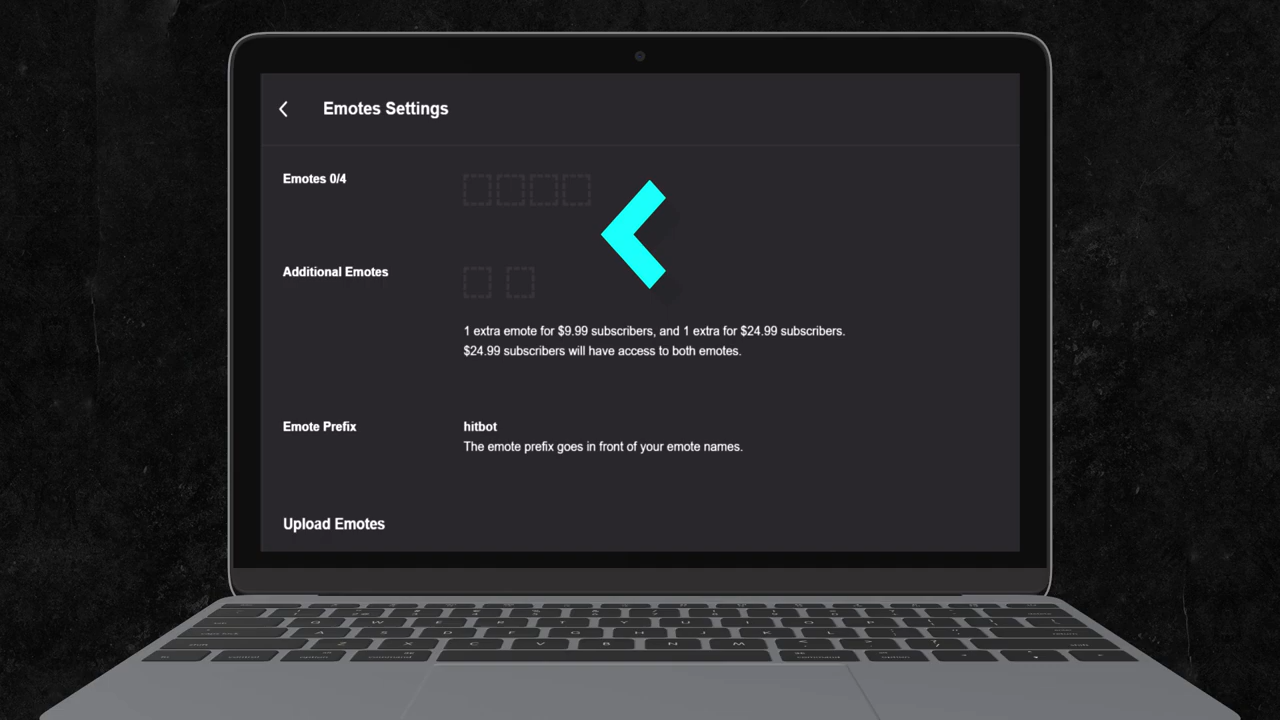 Emotes Settings
Emotes 0/4
Additional Emotes
1 extra emote for $9.99 subscribers, and 1 extra for $24.99 subscribers.
$24.99 subscribers will have access to both emotes.
Emote Prefix
hitbot
The emote prefix goes in front of your emote names.
Upload Emotes